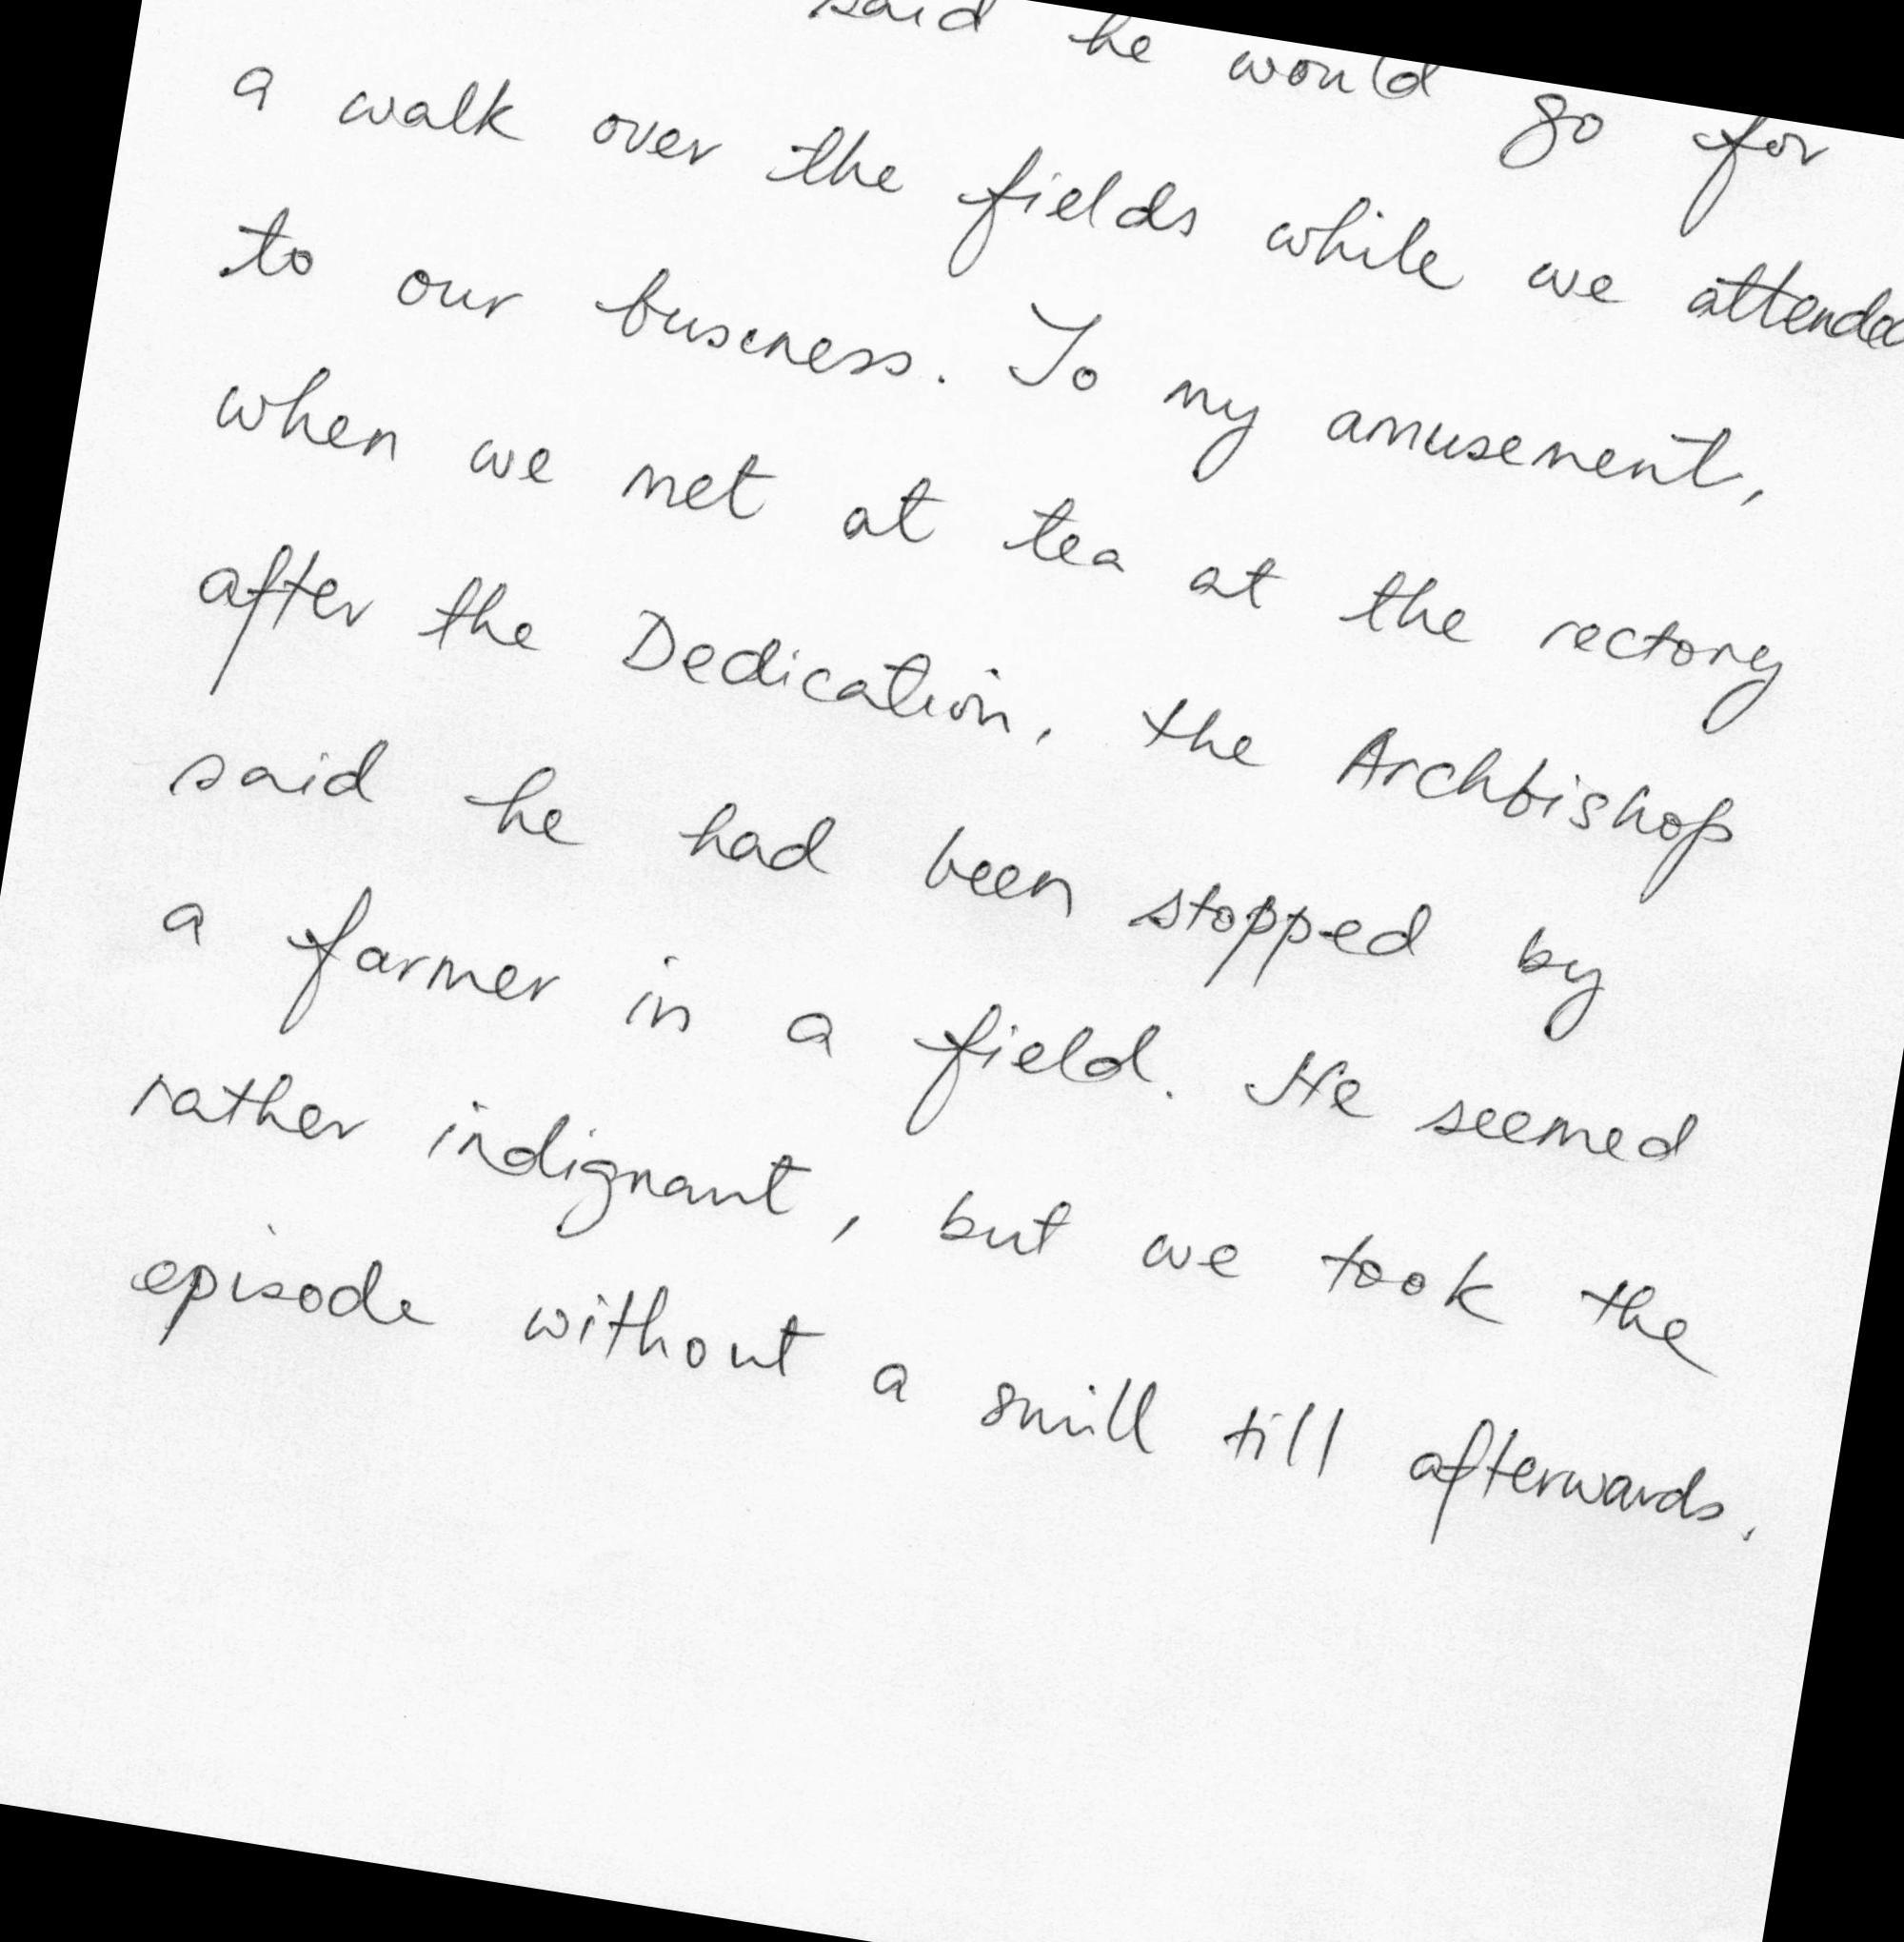 said he would go for
a walk over the fields while we attended
to our business. To my amusement,
when we met at tea at the rectory
after the Dedication, the Archbishop
said he had been stopped by
a farmer in a field. He seemed
rather indignant, but we took the
episode without a smill till afterwards.